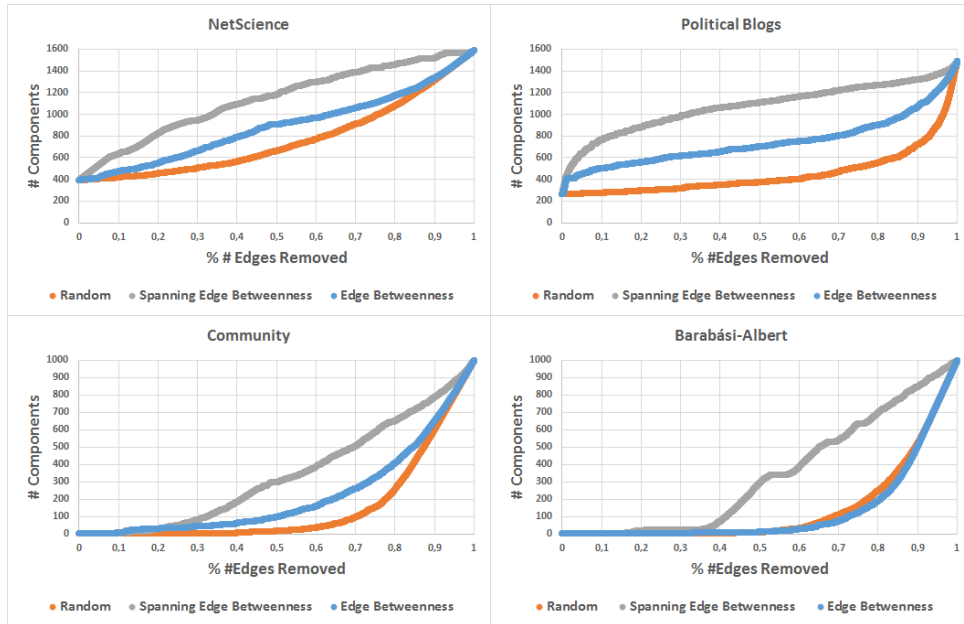 NetScience
# Components
1600
1400
1200
1000
800
600
400
200
0
0 0,1 0,2 0,3 0,4 0,5 0,6 0,7 0,8 0,9 1
% # Edges Removed
Random Spanning Edge Betweenness Edge Betweenness
Political Blogs
# Components
1600
1400
1200
1000
800
600
400
200
0
0 0,1 0,2 0,3 0,4 0,5 0,6 0,7 0,8 0,9 1
% #Edges Removed
Random Spanning Edge Betweenness Edge Betweenness
Community
# Components
1000
900
800
700
600
500
400
300
200
100
0
0 0,1 0,2 0,3 0,4 0,5 0,6 0,7 0,8 0,9 1
% #Edges Removed
Random Spanning Edge Betweenness Edge Betweenness
Barabási-Albert
# Components
1000
900
800
700
600
500
400
300
200
100
0
0 0,1 0,2 0,3 0,4 0,5 0,6 0,7 0,8 0,9 1
% #Edges Removed
Random Spanning Edge Betweenness Edge Betwnness